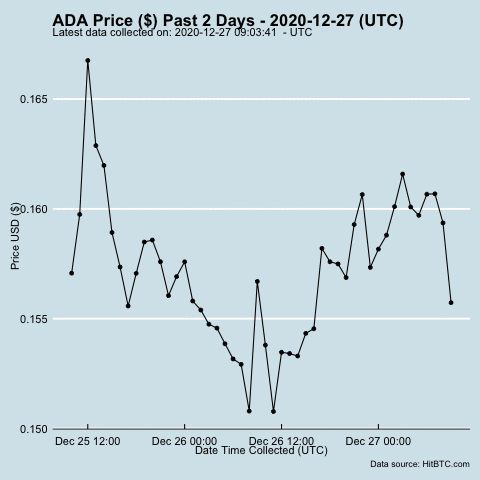 ADA Price ($) Past 2 Days - 2020-12-27 (UTC)
Latest data collected on: 2020-12-27 09:03:41 - UTC
0.165
0.160
0.155
0.150
Price USD ($)
Dec 25 12:00 Dec 26 00:00 Dec 26 12:00 Dec 27 00:00
Date Time Collected (UTC)
Data source: HitBTC.com